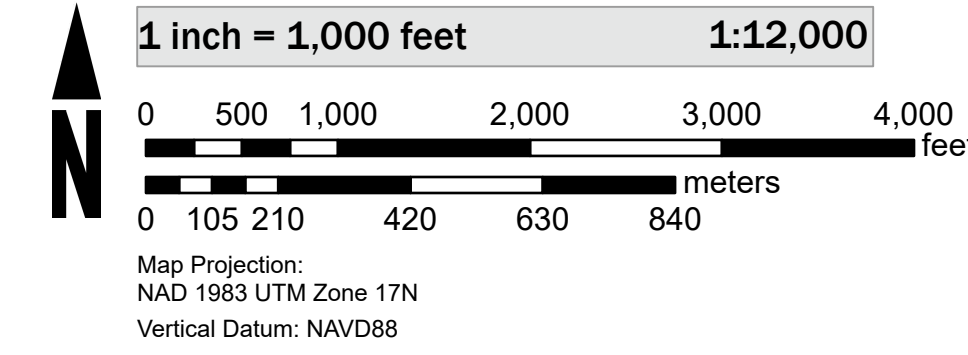 1 inch = 1,000 feet 1:12,000
0 500 1,000 2,000 3,000 4,000
feet
meters
0 105 210 420 630 840
N
Map Projection:
NAD 1983 UTM Zone 17N
Vertical Datum: NAVD88